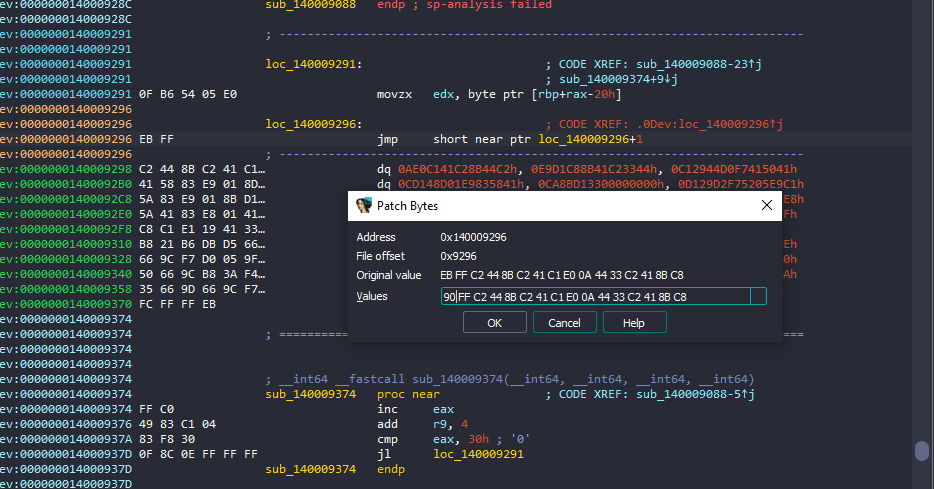 ev:000000014000928C sub_140009088 endp ; sp-analysis failed
ev:000000014000928C
ev:0000000140009291 ; ---------------------------------------------------------------------------
ev:0000000140009291
ev:0000000140009291 loc_140009291: ; CODE XREF: sub_140009088-23↑j
ev:0000000140009291 ; sub_140009374+9↓j
ev:0000000140009291 0F B6 54 05 E0 movzx edx, byte ptr [rbp+rax-20h]
ev:0000000140009296
ev:0000000140009296 loc_140009296: ; CODE XREF: .0Dev:loc_140009296↑j
ev:0000000140009296 EB FF jmp short near ptr loc_140009296+1
ev:0000000140009296 ; ---------------------------------------------------------------------------
ev:0000000140009298 C2 44 8B C2 41 C1… dq 0AE0C141C28B44C2h, 0E9D1C88B41C23344h, 0C12944D0F7415041h
ev:00000001400092B0 41 58 83 E9 01 8D… dq 0CD148D01E9835841h, 0CA8BD13300000000h, 0D129D2F75205E9C1h
ev:00000001400092C8 5A 83 E9 01 8B D1… E8h
ev:00000001400092E0 5A 41 83 E8 01 41… Fh
ev:00000001400092F8 C8 C1 E1 19 41 33…
ev:0000000140009310 B8 21 B6 DB D5 66… Eh
ev:0000000140009328 66 9C F7 D0 05 9F… 0h
ev:0000000140009340 50 66 9C B8 3A F4… Ah
ev:0000000140009358 35 66 9D 66 9C F7…
ev:0000000140009370 FC FF FF EB
ev:0000000140009374
ev:0000000140009374 ; ===========================================================================
ev:0000000140009374
ev:0000000140009374
ev:0000000140009374 ; __int64 __fastcall sub_140009374(__int64, __int64, __int64, __int64)
ev:0000000140009374 sub_140009374 proc near ; CODE XREF: sub_140009088-5↑j
ev:0000000140009374 FF C0 inc eax
ev:0000000140009376 49 83 C1 04 add r9, 4
ev:000000014000937A 83 F8 30 cmp eax, 30h ; '0'
ev:000000014000937D 0F 8C 0E FF FF FF jl loc_140009291
ev:000000014000937D sub_140009374 endp
ev:000000014000937D
Patch Bytes
Address 0x140009296
File offset 0x9296
Original value EB FF C2 44 8B C2 41 C1 E0 0A 44 33 C2 41 8B C8
Values 90 FF C2 44 8B C2 41 C1 E0 0A 44 33 C2 41 8B C8
OK Cancel Help